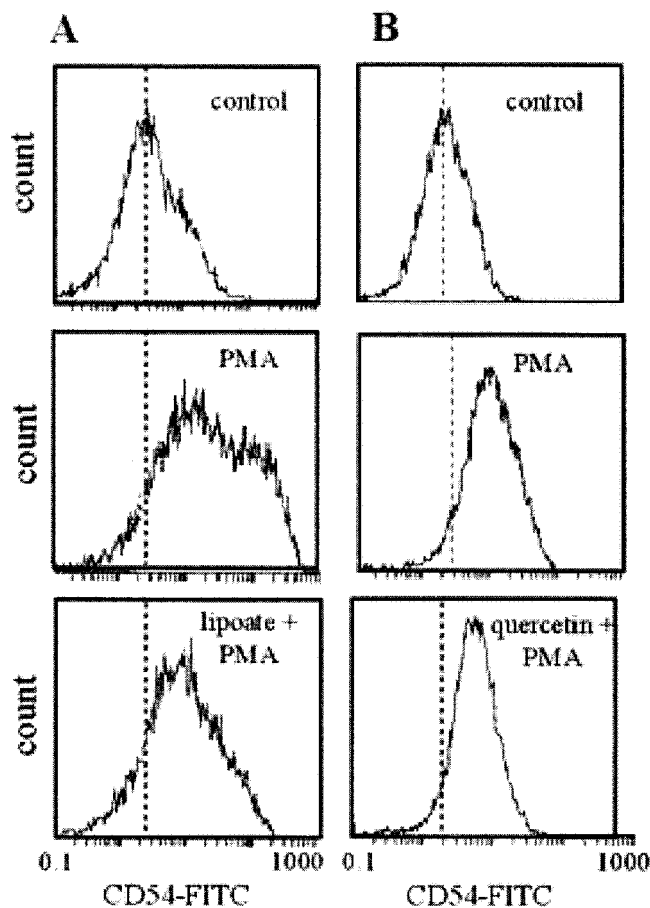 A
B
control
control
count
PMA
PMA
count
lipoate +
PMA
quercetin +
PMA
count
0.1
1000
0.1
1000
CD54-FITC
CD54-FITC